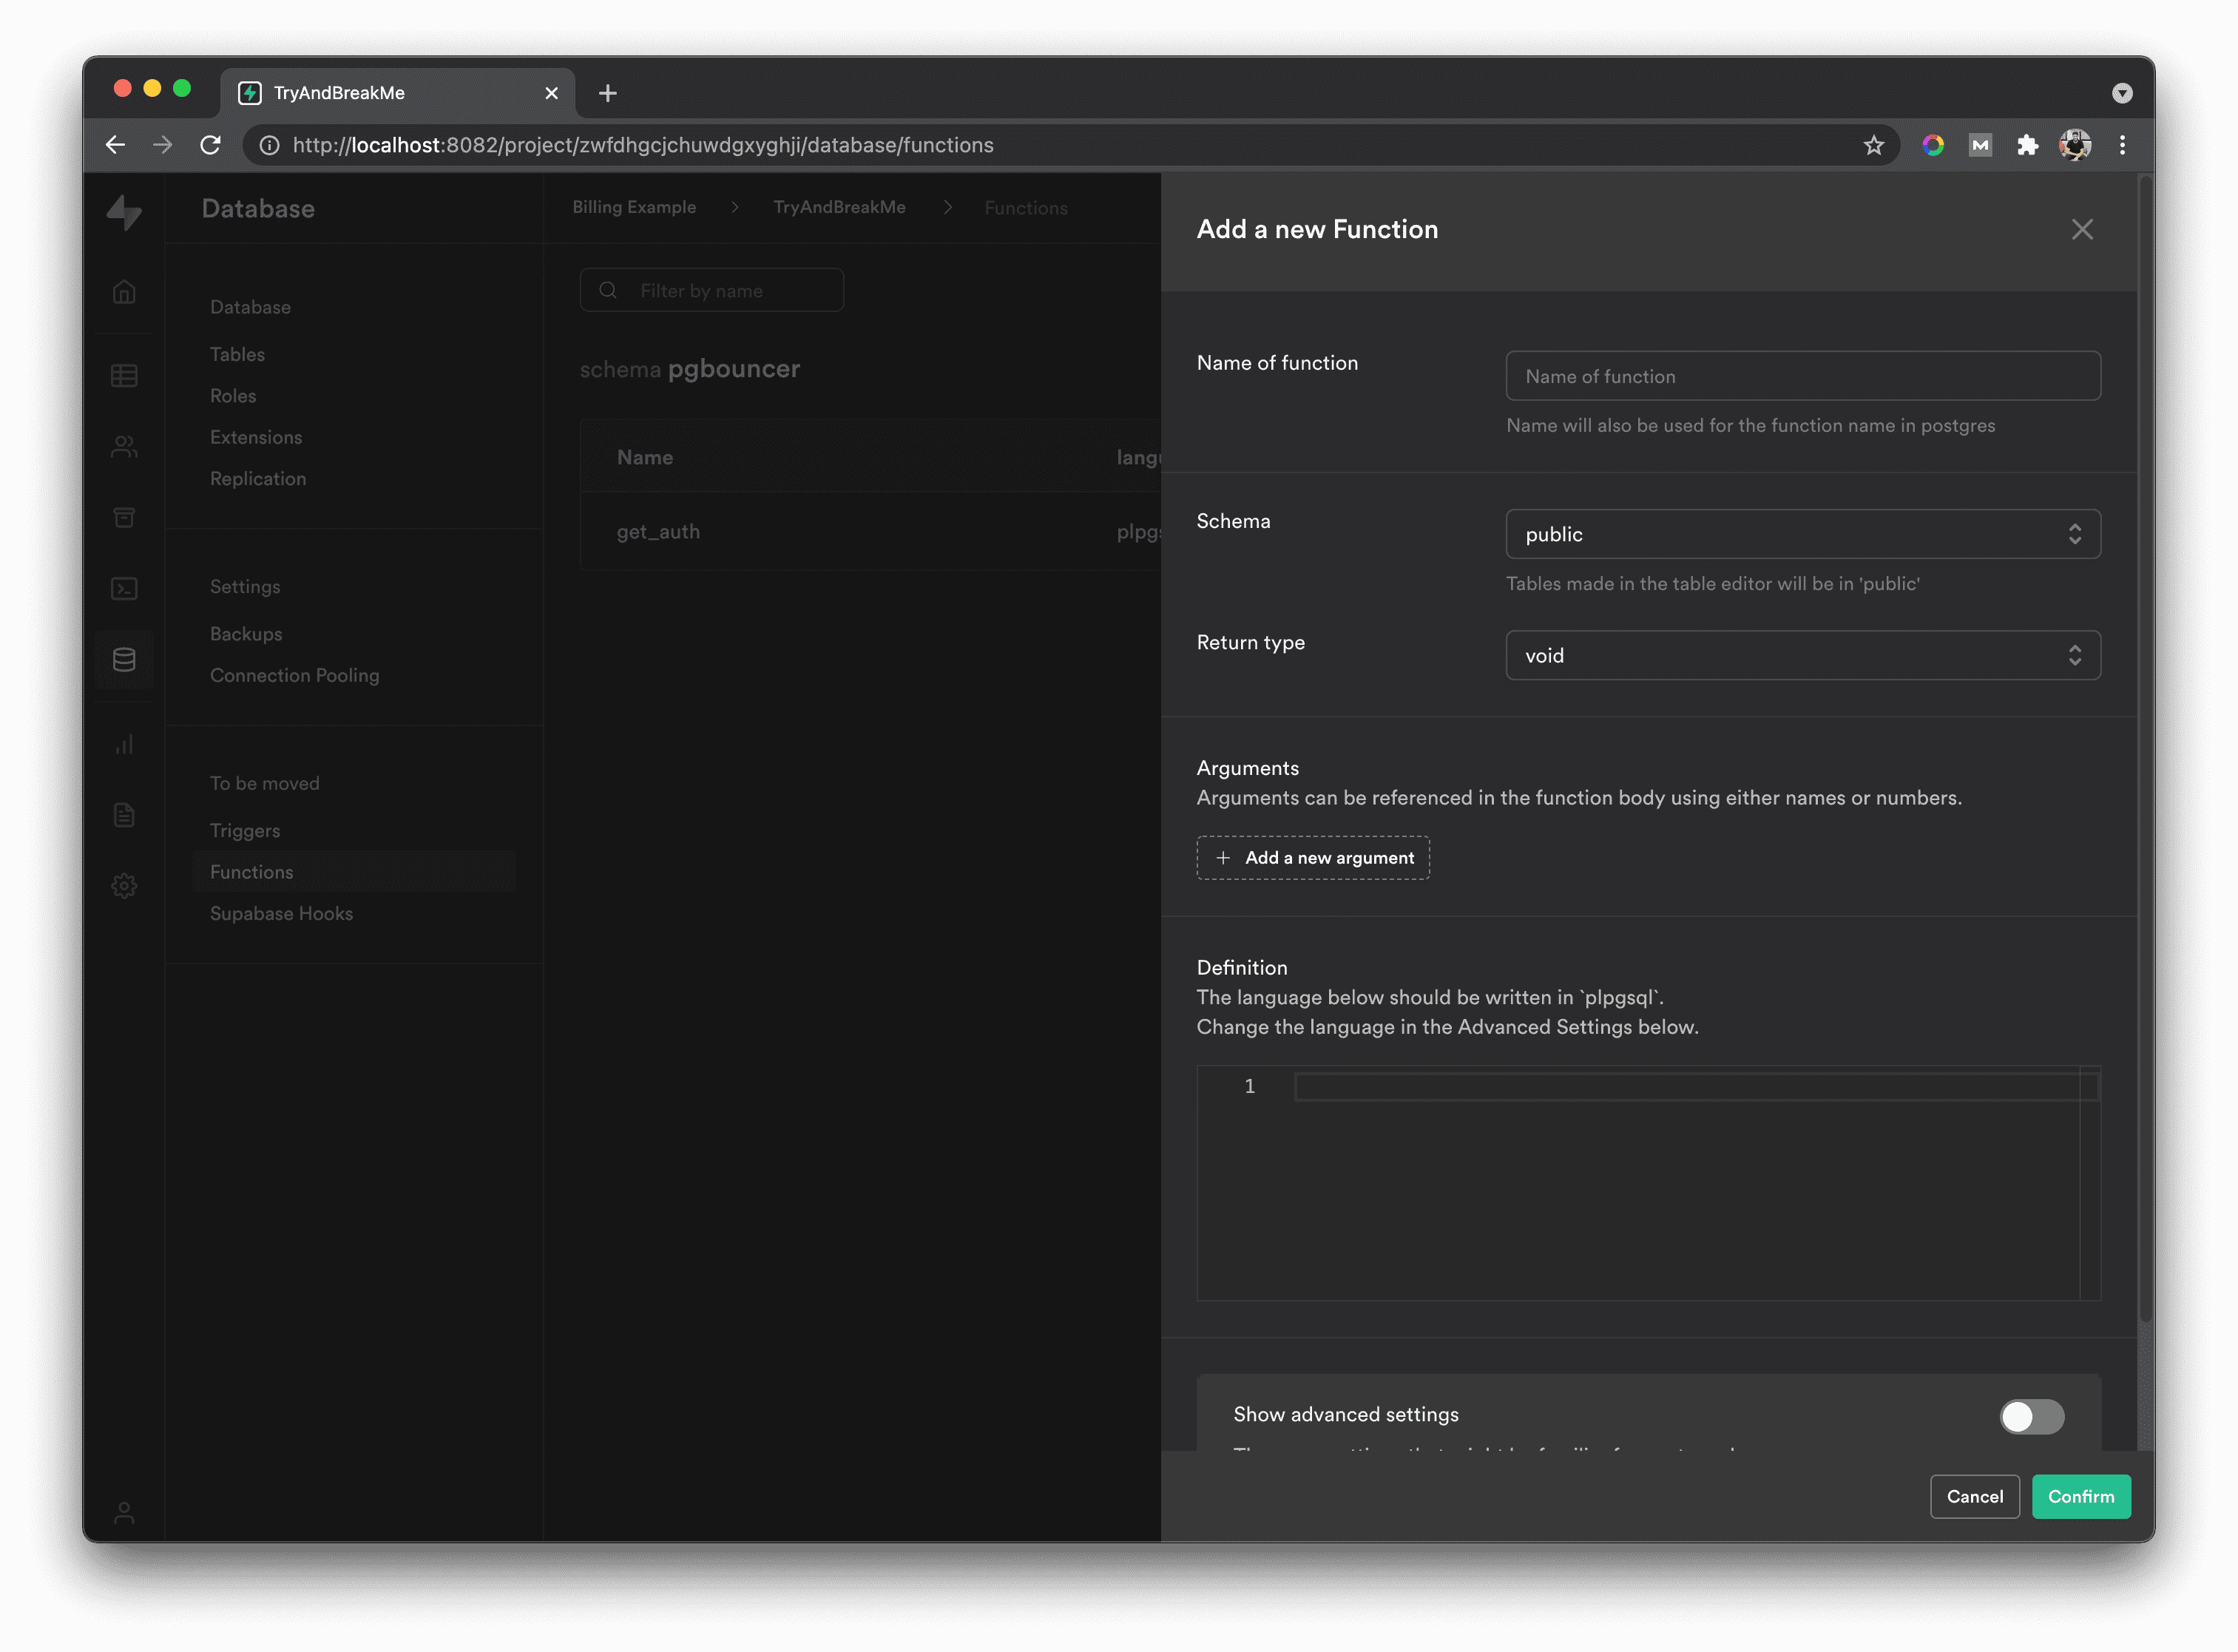 TryAndBreakMe
http://localhost:8082/project/zwfdhgcjchuwdgxyghji/database/functions
Database
Billing Example > TryAndBreakMe > Functions
Database
Tables
Roles
Extensions
Replication
Settings
Backups
Connection Pooling
To be moved
Triggers
Functions
Supabase Hooks
Filter by name
schema pgbouncer
Name langu
get_auth plpgs
Add a new Function
Name of function
Name of function
Name will also be used for the function name in postgres
Schema
public
Tables made in the table editor will be in 'public'
Return type
void
Arguments
Arguments can be referenced in the function body using either names or numbers.
+ Add a new argument
Definition
The language below should be written in `plpgsql`.
Change the language in the Advanced Settings below.
1
Show advanced settings
Cancel
Confirm